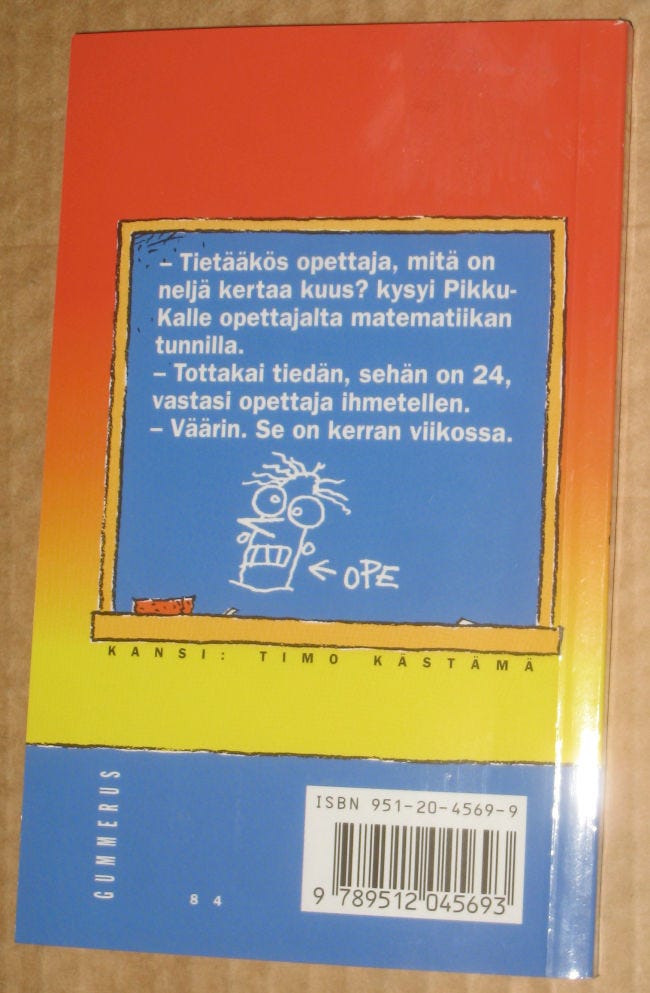 – Tietääkös opettaja, mitä on
neljä kertaa kuus? kysyi Pikku-
Kalle opettajalta matematiikan
tunnilla.
– Tottakai tiedän, sehän on 24,
vastasi opettaja ihmetellen.
– Väärin. Se on kerran viikossa.
← OPE
KANSI: TIMO KÄSTÄMÄ
GUMMERUS
84
ISBN 951-20-4569-9
9 789512 045693